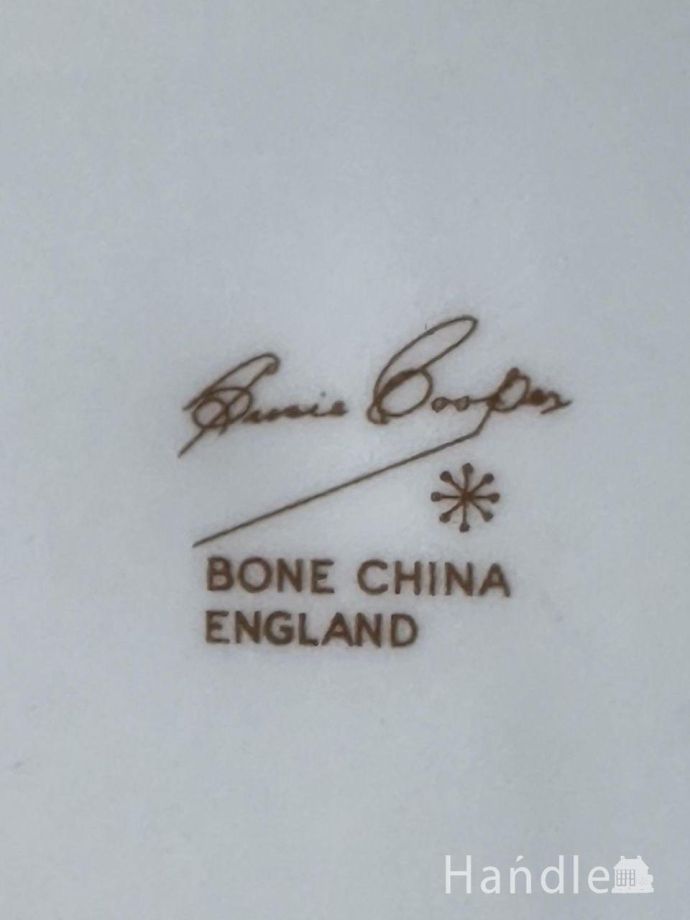 Susie Cooper
BONE CHINA
ENGLAND
Handle